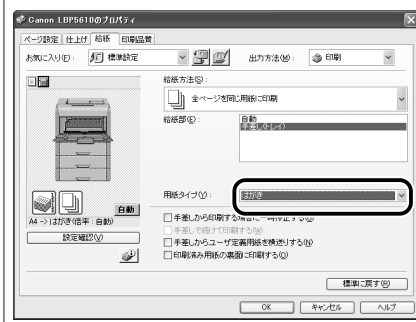 Canon LBP5610のプロパティ
ページ設定 仕上げ 給紙 印刷品質
お気に入り(F): 標準設定 出力方法(M): 印刷
給紙方法(S):
全ページを同じ用紙に印刷
給紙部(E):
自動
手差し(トレイ)
用紙タイプ(Y): はがき
自動
A4 -> はがき(倍率 : 自動)
設定確認(V)
手差しから印刷する場合に一時停止する(U)
手差しで続けて印刷する(W)
手差しからユーザ定義用紙を横送りする(N)
印刷済み用紙の裏面に印刷する(O)
標準に戻す(R)
OK キャンセル ヘルプ